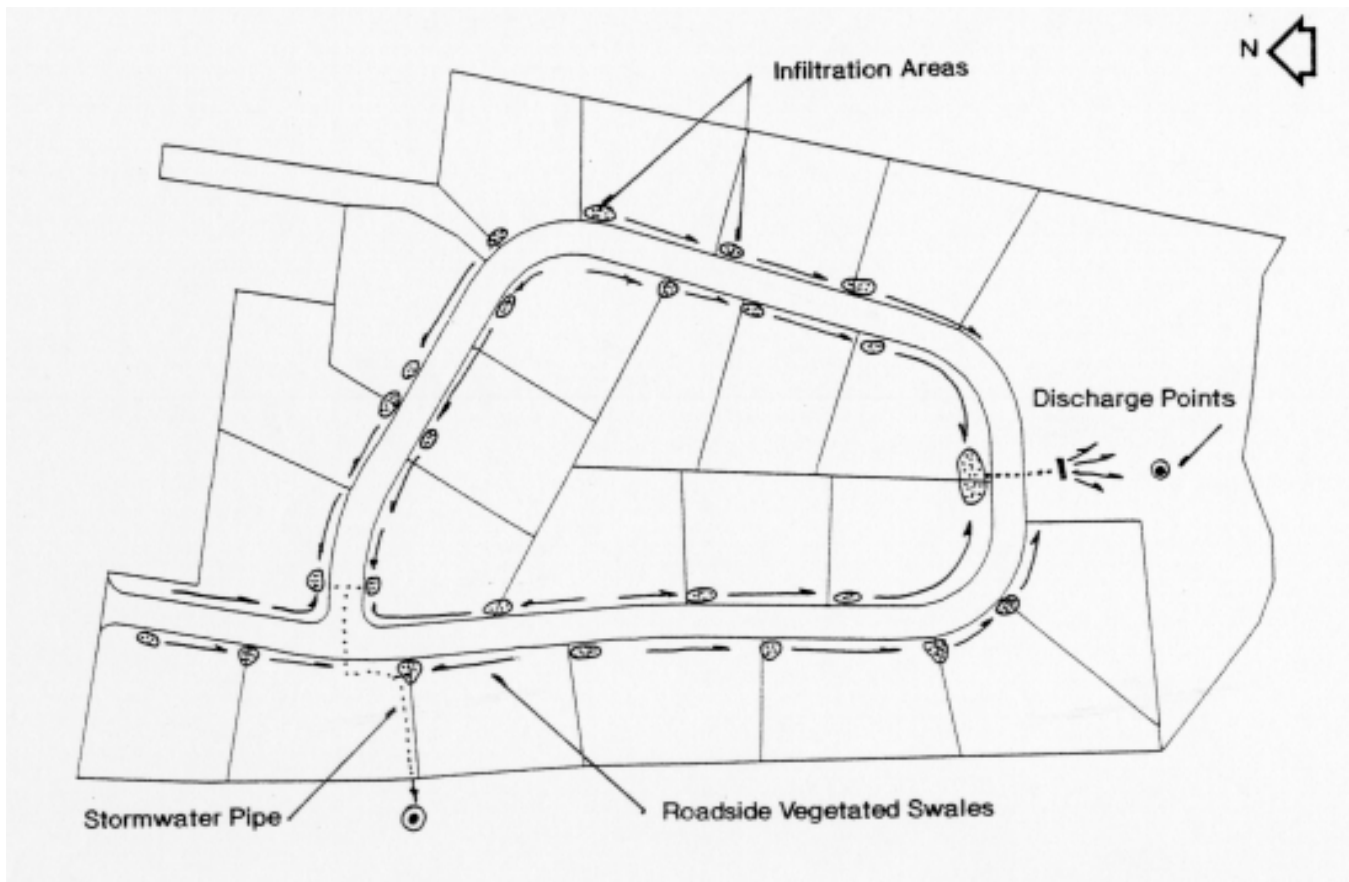 N
Infiltration Areas
Discharge Points
Stormwater Pipe
Roadside Vegetated Swales